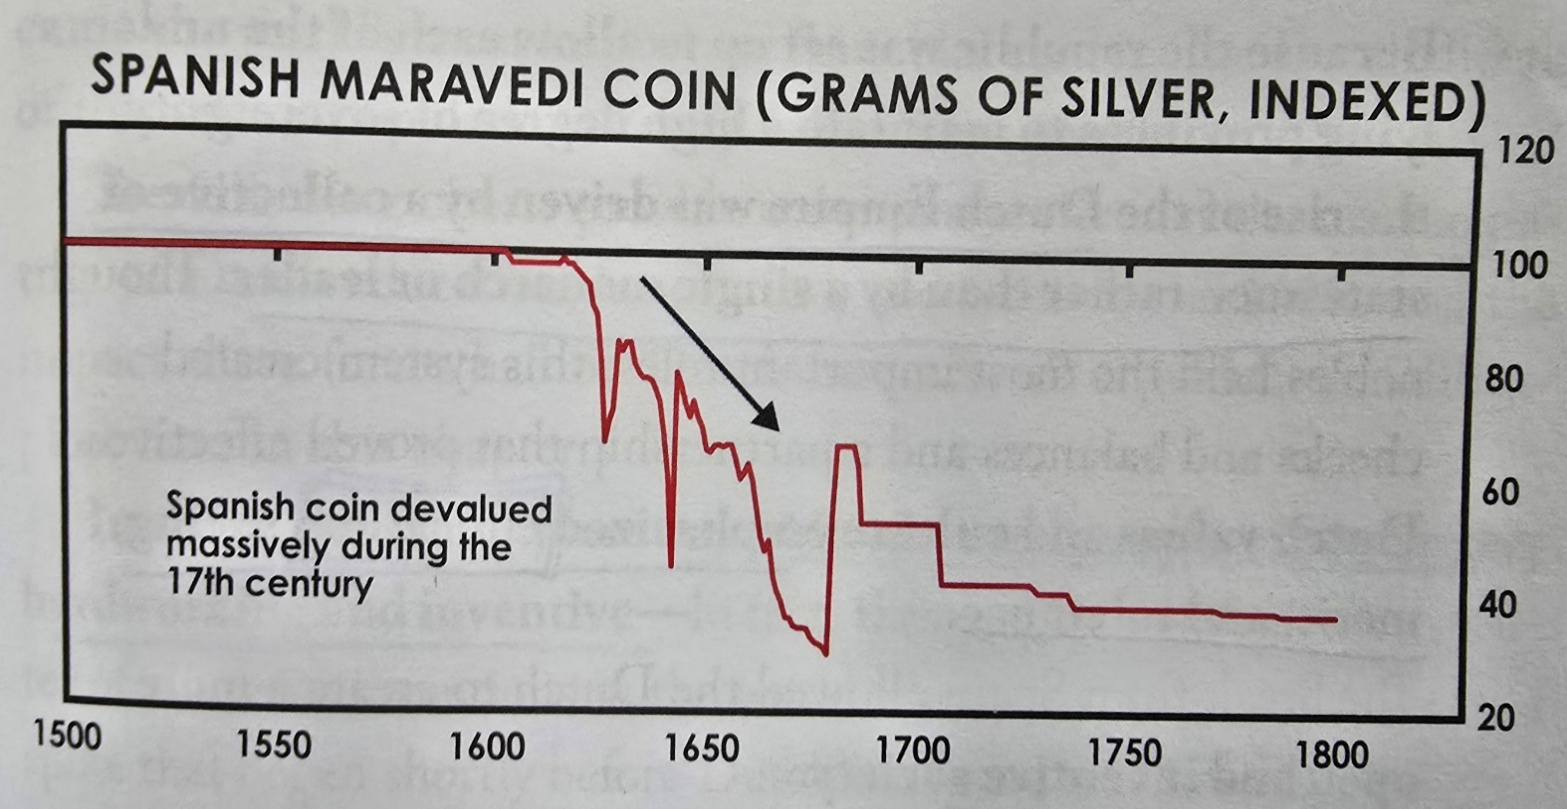 SPANISH MARAVEDI COIN (GRAMS OF SILVER, INDEXED)
120
100
80
60
40
20
Spanish coin devalued
massively during the
17th century
1500 1550 1600 1650 1700 1750 1800